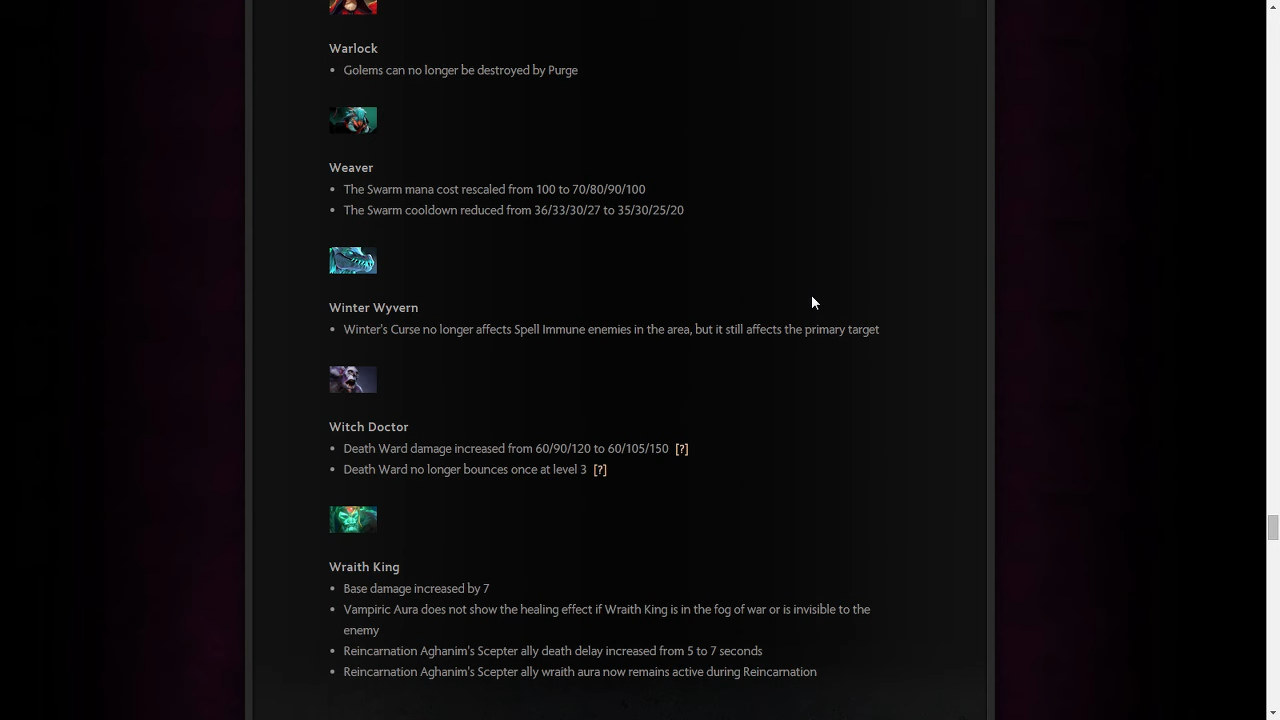 Warlock
• Golems can no longer be destroyed by Purge
Weaver
• The Swarm mana cost rescaled from 100 to 70/80/90/100
• The Swarm cooldown reduced from 36/33/30/27 to 35/30/25/20
Winter Wyvern
• Winter's Curse no longer affects Spell Immune enemies in the area, but it still affects the primary target
Witch Doctor
• Death Ward damage increased from 60/90/120 to 60/105/150 [?]
• Death Ward no longer bounces once at level 3 [?]
Wraith King
• Base damage increased by 7
• Vampiric Aura does not show the healing effect if Wraith King is in the fog of war or is invisible to the
enemy
• Reincarnation Aghanim's Scepter ally death delay increased from 5 to 7 seconds
• Reincarnation Aghanim's Scepter ally wraith aura now remains active during Reincarnation